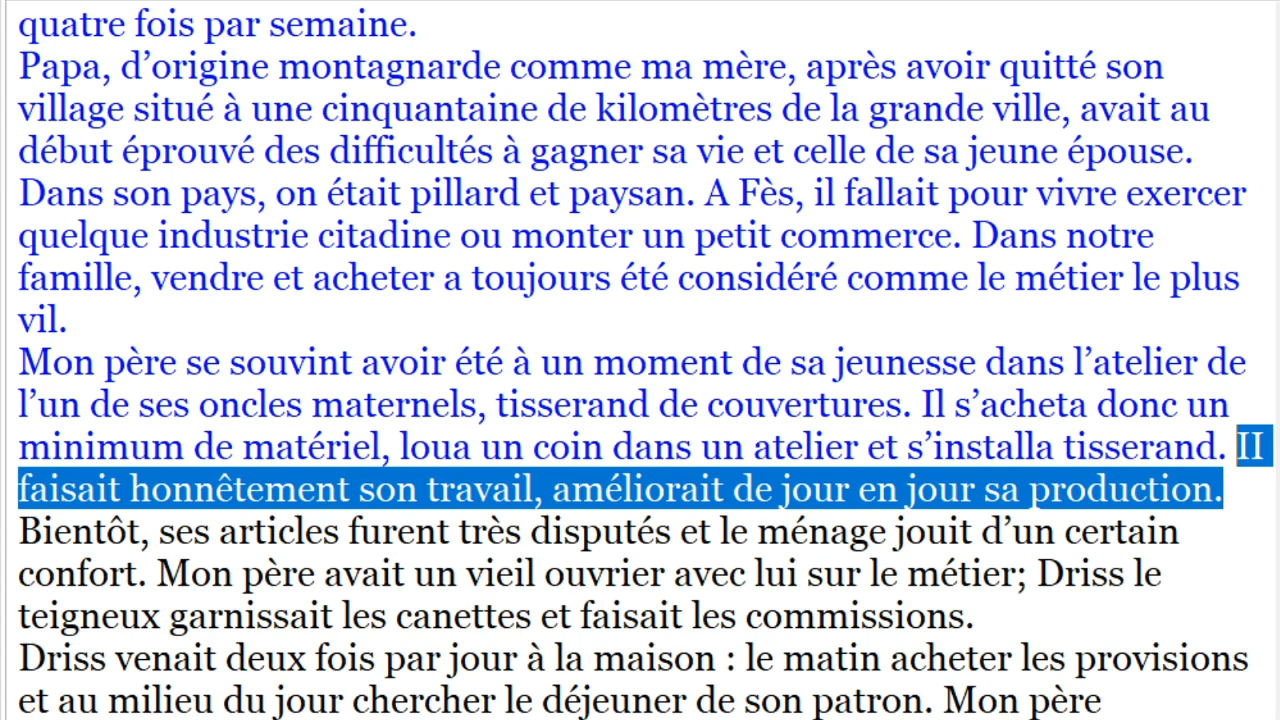 quatre fois par semaine.
Papa, d’origine montagnarde comme ma mère, après avoir quitté son
village situé à une cinquantaine de kilomètres de la grande ville, avait au
début éprouvé des difficultés à gagner sa vie et celle de sa jeune épouse.
Dans son pays, on était pillard et paysan. A Fès, il fallait pour vivre exercer
quelque industrie citadine ou monter un petit commerce. Dans notre
famille, vendre et acheter a toujours été considéré comme le métier le plus
vil.
Mon père se souvint avoir été à un moment de sa jeunesse dans l’atelier de
l’un de ses oncles maternels, tisserand de couvertures. Il s’acheta donc un
minimum de matériel, loua un coin dans un atelier et s’installa tisserand. II
faisait honnêtement son travail, améliorait de jour en jour sa production.
Bientôt, ses articles furent très disputés et le ménage jouit d’un certain
confort. Mon père avait un vieil ouvrier avec lui sur le métier; Driss le
teigneux garnissait les canettes et faisait les commissions.
Driss venait deux fois par jour à la maison : le matin acheter les provisions
et au milieu du jour chercher le déjeuner de son patron. Mon père